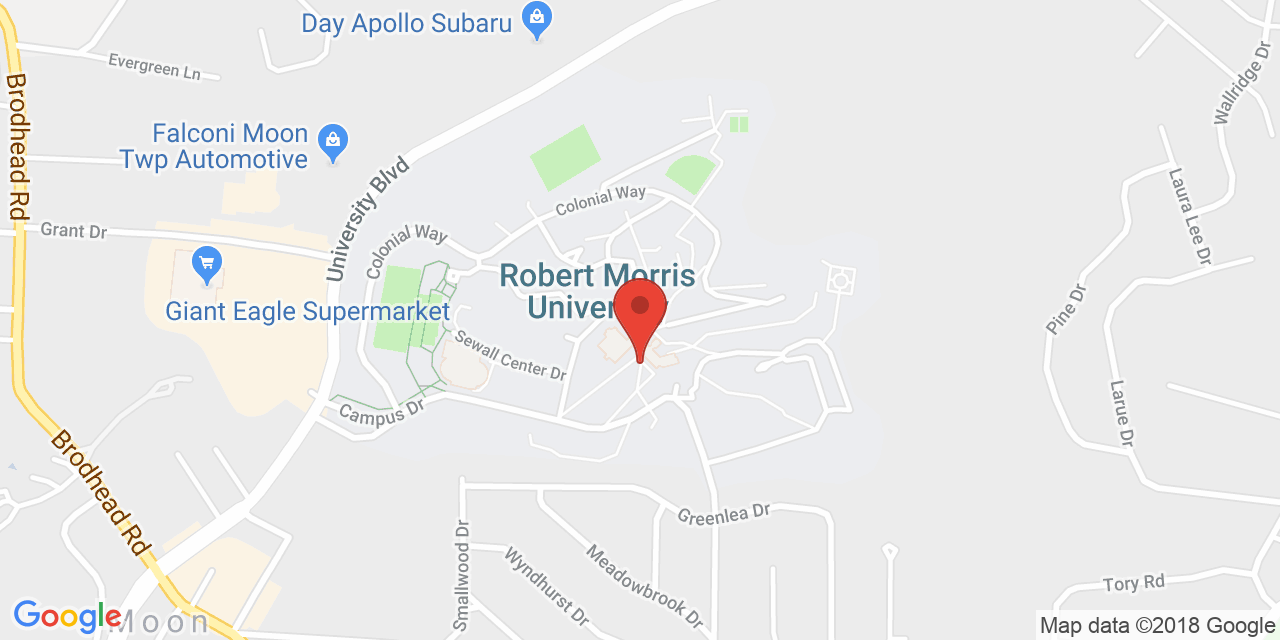 Day Apollo Subaru
Evergreen Ln
Brodhead Rd
Wallridge Dr
Falconi Moon
Twp Automotive
University Blvd
Laura Lee Dr
Colonial Way
Grant Dr
Colonial Way
Robert Morris
University
Giant Eagle Supermarket
Pine Dr
Sewall Center Dr
Larue Dr
Campus Dr
Brodhead Rd
Greenlea Dr
Smallwood Dr
Wyndhurst Dr
Meadowbrook Dr
Tory Rd
Google
Moon
Map data ©2018 Google